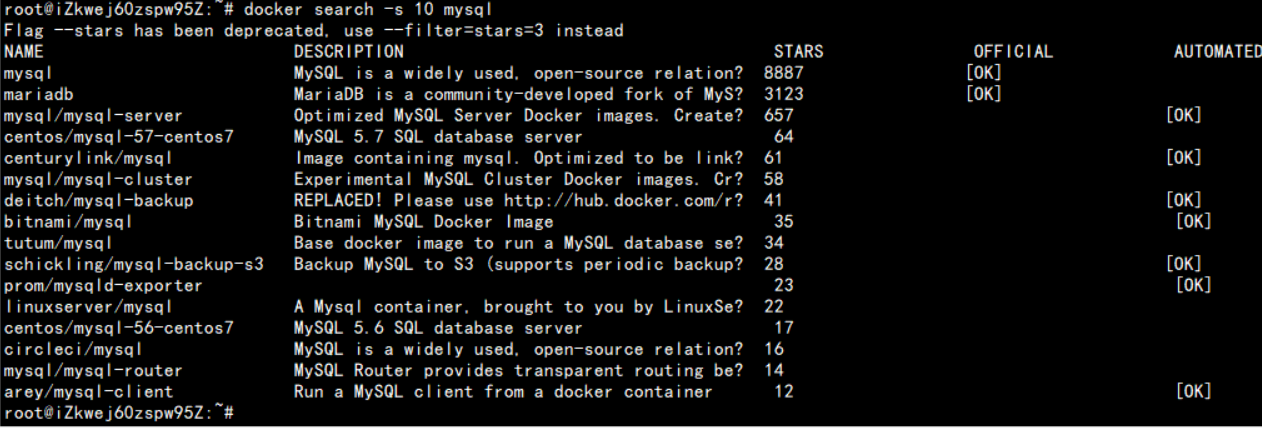 root@iZkwej60zspw95Z:~# docker search -s 10 mysql
Flag --stars has been deprecated, use --filter=stars=3 instead
NAME DESCRIPTION STARS OFFICIAL AUTOMATED
mysql MySQL is a widely used, open-source relation? 8887 [OK]
mariadb MariaDB is a community-developed fork of MyS? 3123 [OK]
mysql/mysql-server Optimized MySQL Server Docker images. Create? 657 [OK]
centos/mysql-57-centos7 MySQL 5.7 SQL database server 64
centurylink/mysql Image containing mysql. Optimized to be link? 61 [OK]
mysql/mysql-cluster Experimental MySQL Cluster Docker images. Cr? 58
deitch/mysql-backup REPLACED! Please use http://hub.docker.com/r? 41 [OK]
bitnami/mysql Bitnami MySQL Docker Image 35 [OK]
tutum/mysql Base docker image to run a MySQL database se? 34
schickling/mysql-backup-s3 Backup MySQL to S3 (supports periodic backup? 28 [OK]
prom/mysqld-exporter 23 [OK]
linuxserver/mysql A Mysql container, brought to you by LinuxSe? 22
centos/mysql-56-centos7 MySQL 5.6 SQL database server 17
circleci/mysql MySQL is a widely used, open-source relation? 16
mysql/mysql-router MySQL Router provides transparent routing be? 14
arey/mysql-client Run a MySQL client from a docker container 12 [OK]
root@iZkwej60zspw95Z:~#